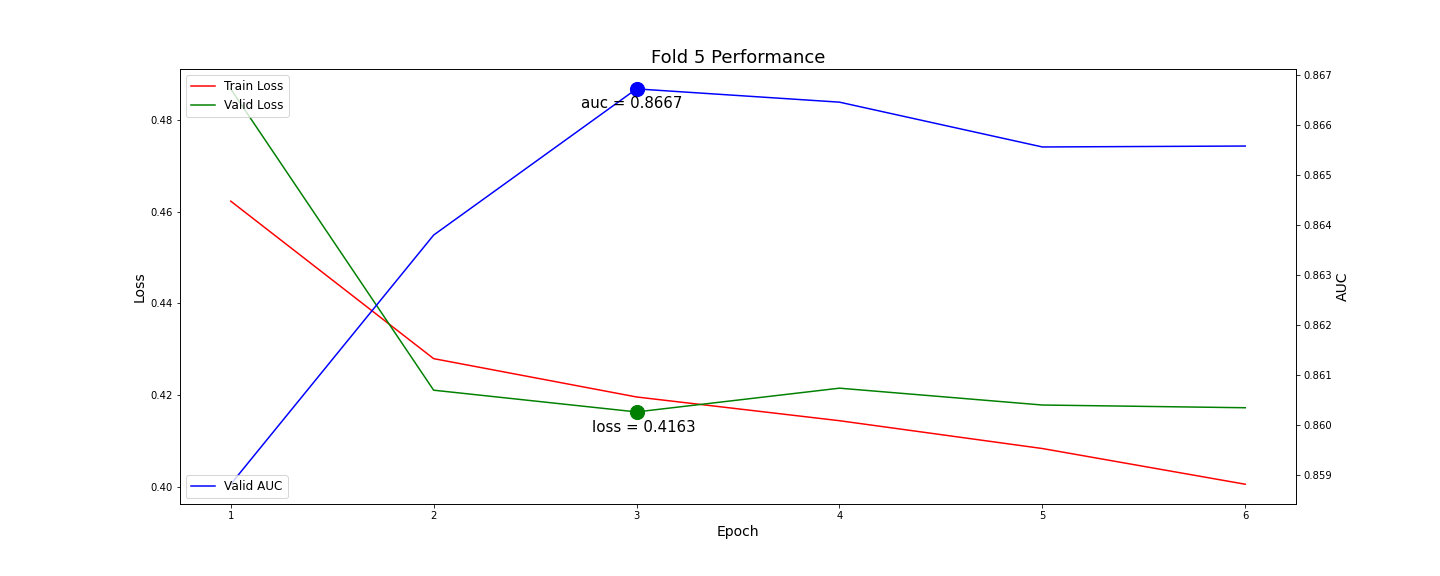 Fold 5 Performance
Train Loss
Valid Loss
Valid AUC
auc = 0.8667
loss = 0.4163
Loss
0.48
0.46
0.44
0.42
0.40
AUC
0.867
0.866
0.865
0.864
0.863
0.862
0.861
0.860
0.859
1 2 3 4 5 6
Epoch